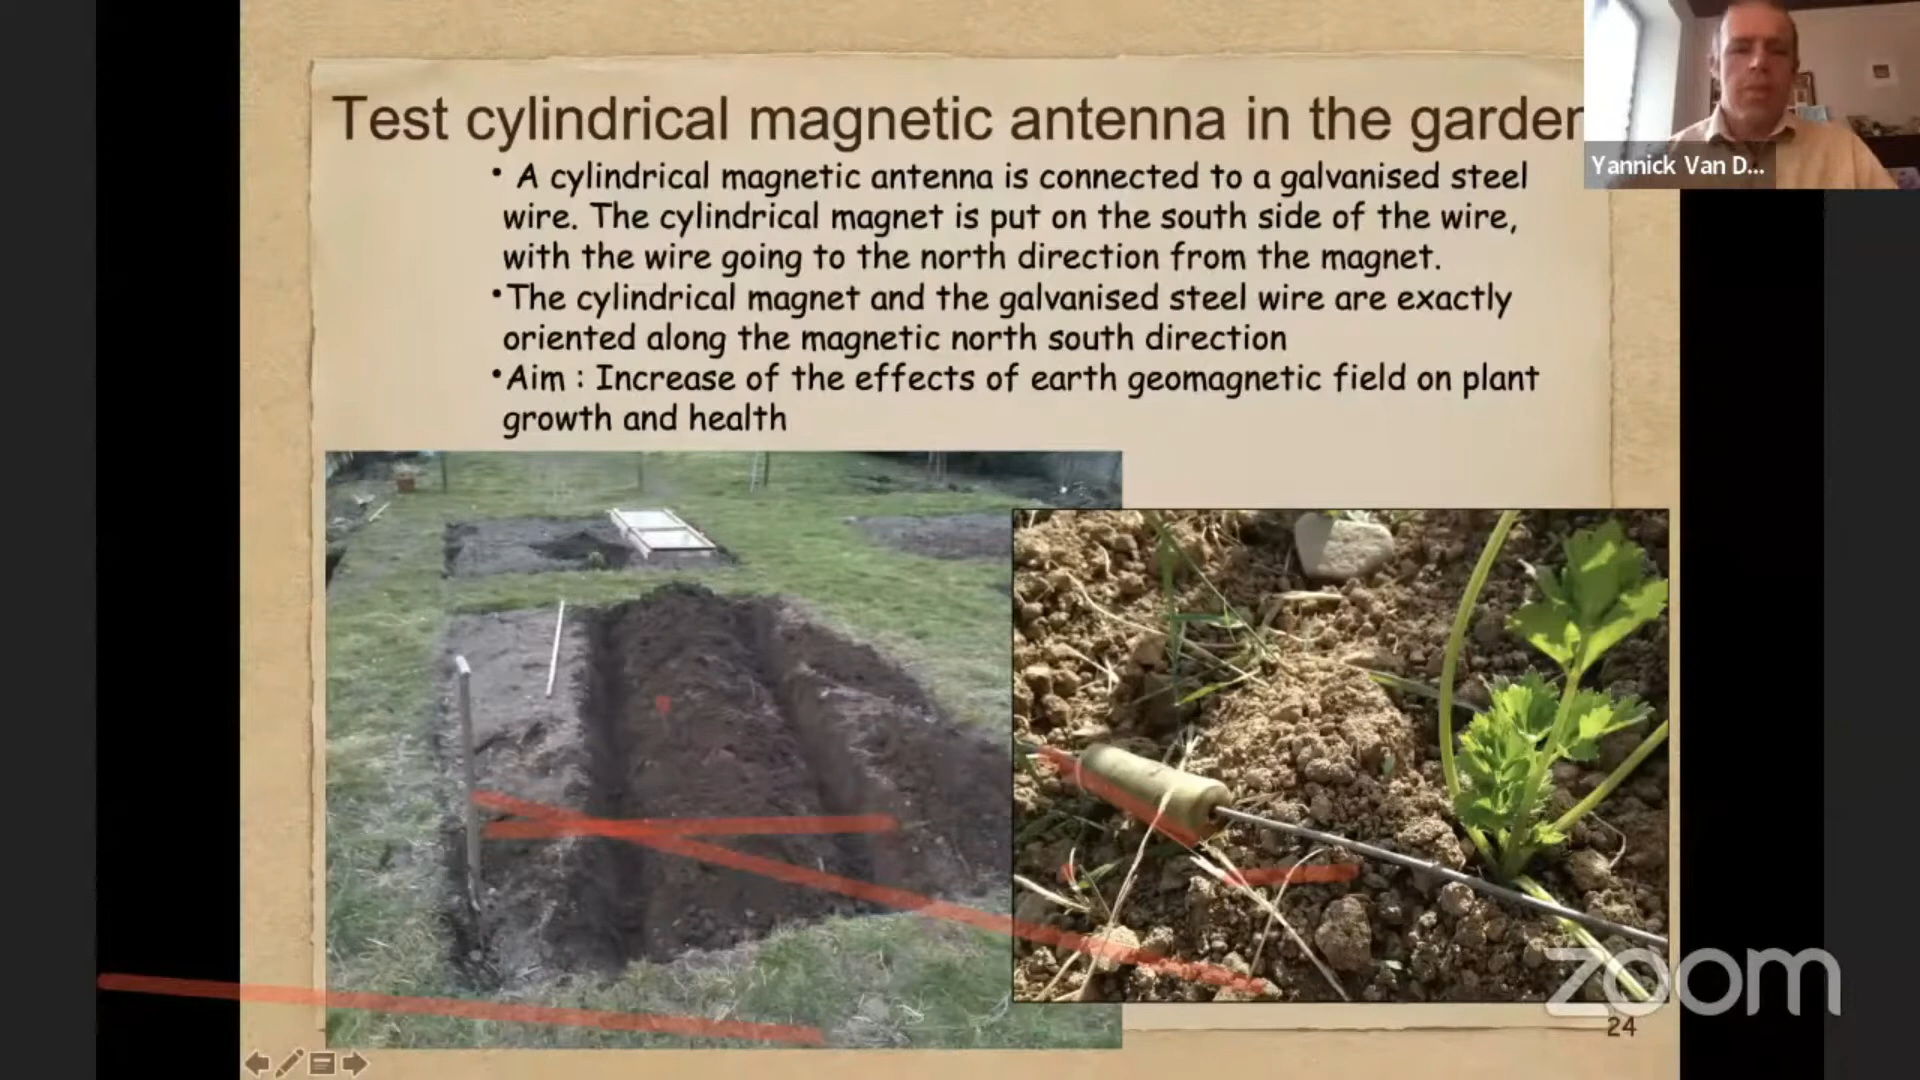 Test cylindrical magnetic antenna in the garden
Yannick Van D...
• A cylindrical magnetic antenna is connected to a galvanised steel
wire. The cylindrical magnet is put on the south side of the wire,
with the wire going to the north direction from the magnet.
•The cylindrical magnet and the galvanised steel wire are exactly
oriented along the magnetic north south direction
•Aim : Increase of the effects of earth geomagnetic field on plant
growth and health
zoom
24